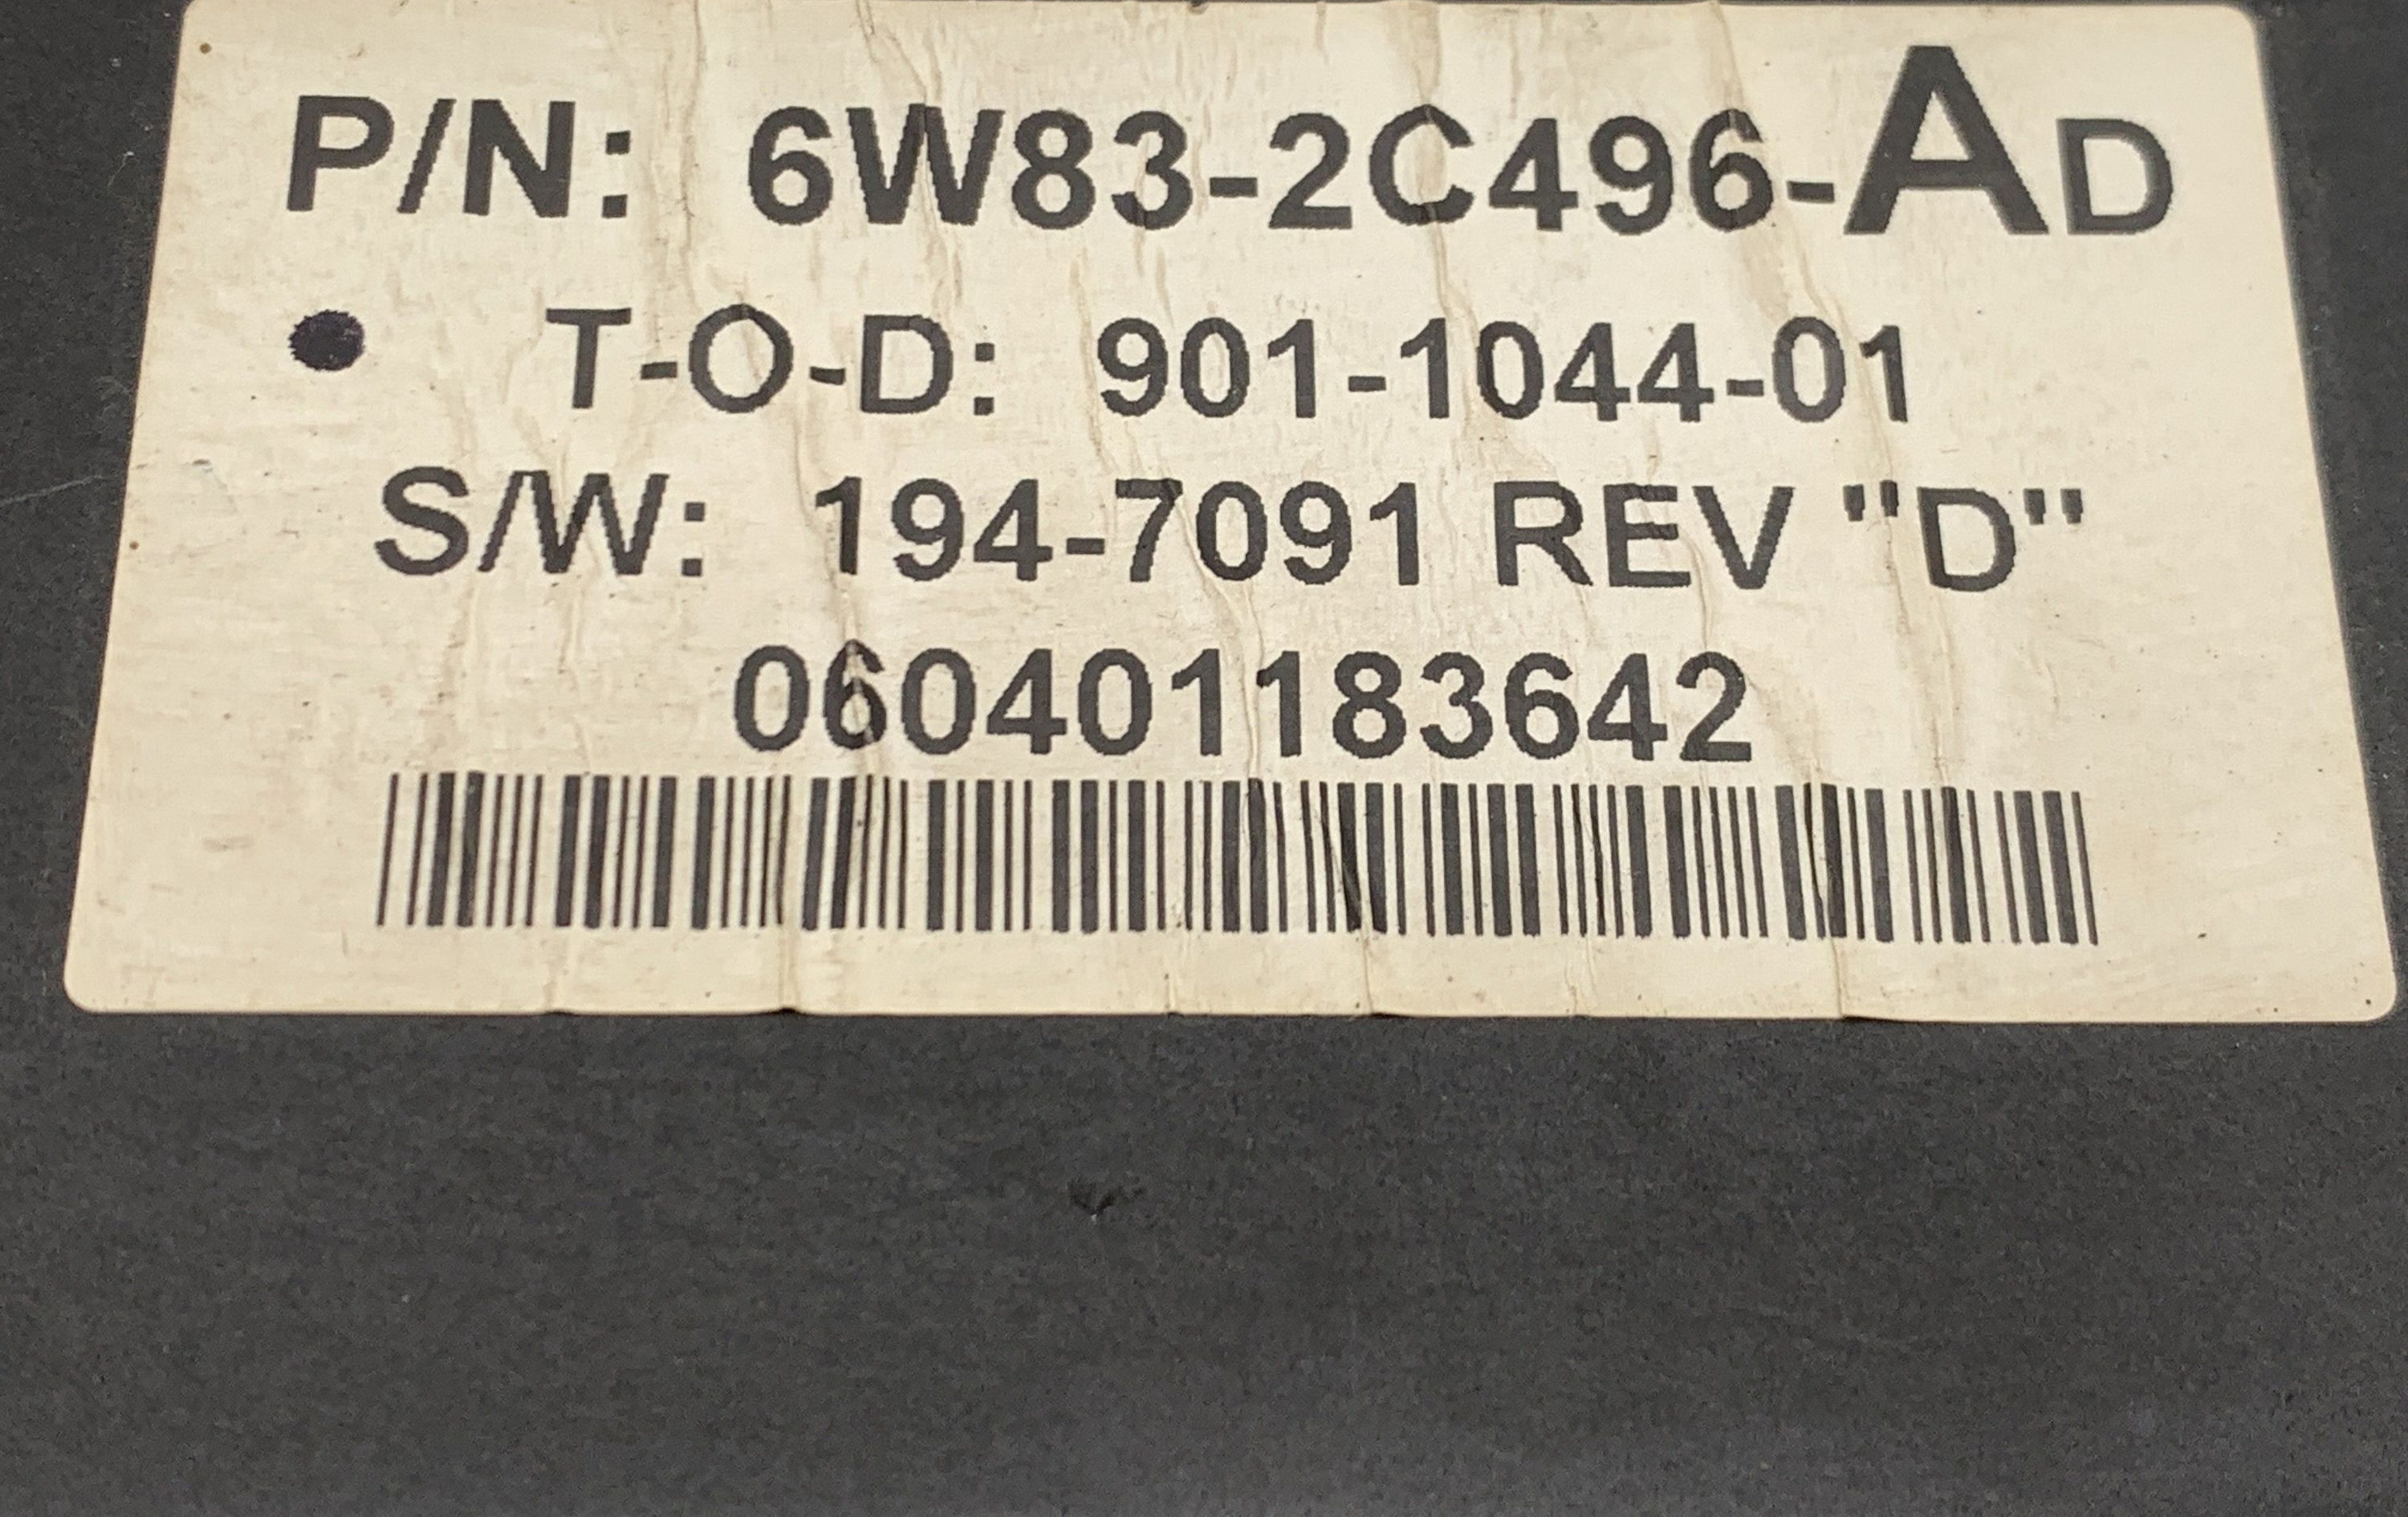 P/N: 6W83-2C496-AD
T-O-D: 901-1044-01
S/W: 194-7091 REV "D"
060401183642